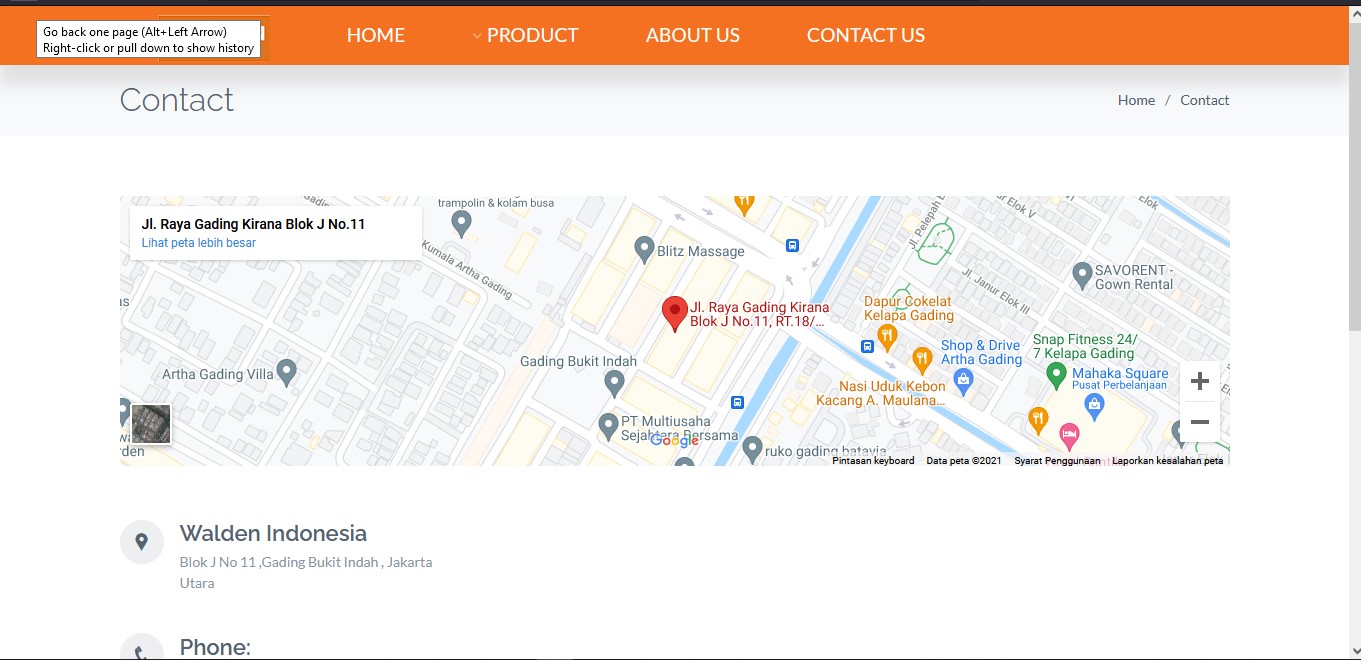 Go back one page (Alt+Left Arrow)
Right-click or pull down to show history
HOME
PRODUCT
ABOUT US
CONTACT US
Contact
Home / Contact
Jl. Raya Gading Kirana Blok J No.11
Lihat peta lebih besar
trampolin & kolam busa
Kumala Artha Gading
Blitz Massage
Jl. Pelepah
Elok V
Elok
Jl. Janur Elok III
SAVORENT -
Gown Rental
Jl. Raya Gading Kirana
Blok J No.11, RT.18/...
Dapur Cokelat
Kelapa Gading
Shop & Drive
Artha Gading
Snap Fitness 24/
7 Kelapa Gading
Mahaka Square
Pusat Perbelanjaan
Gading Bukit Indah
Artha Gading Villa
Nasi Uduk Kebon
Kacang A. Maulana...
PT Multiusaha
Sejahtera Bersama
Google
ruko gading batavia
Pintasan keyboard
Data peta ©2021
Syarat Penggunaan
Laporkan kesalahan peta
Walden Indonesia
Blok J No 11 ,Gading Bukit Indah , Jakarta
Utara
Phone: